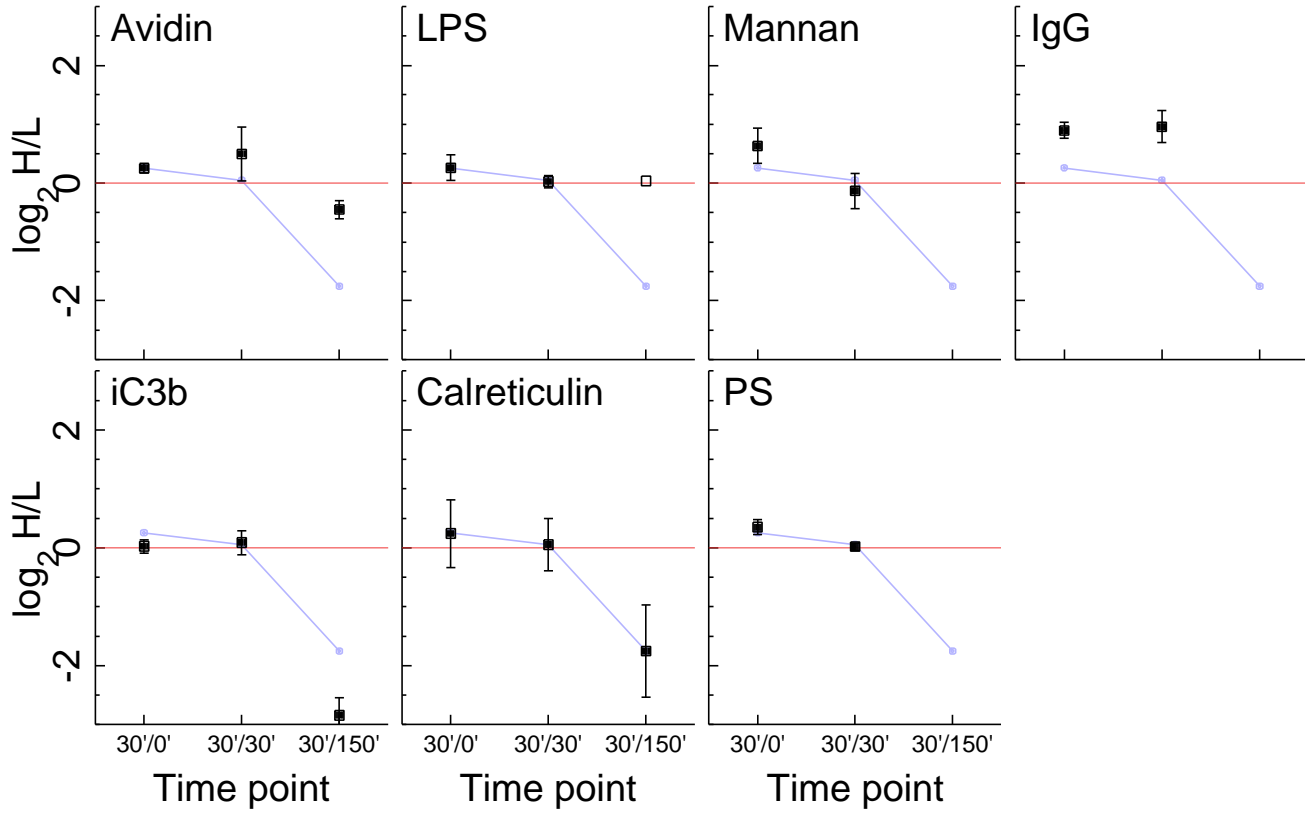 Avidin LPS Mannan IgG
2
0
-2
log2 H/L
iC3b Calreticulin PS
2
0
-2
log2 H/L
30'/0' 30'/30' 30'/150' 30'/0' 30'/30' 30'/150' 30'/0' 30'/30' 30'/150'
Time point Time point Time point